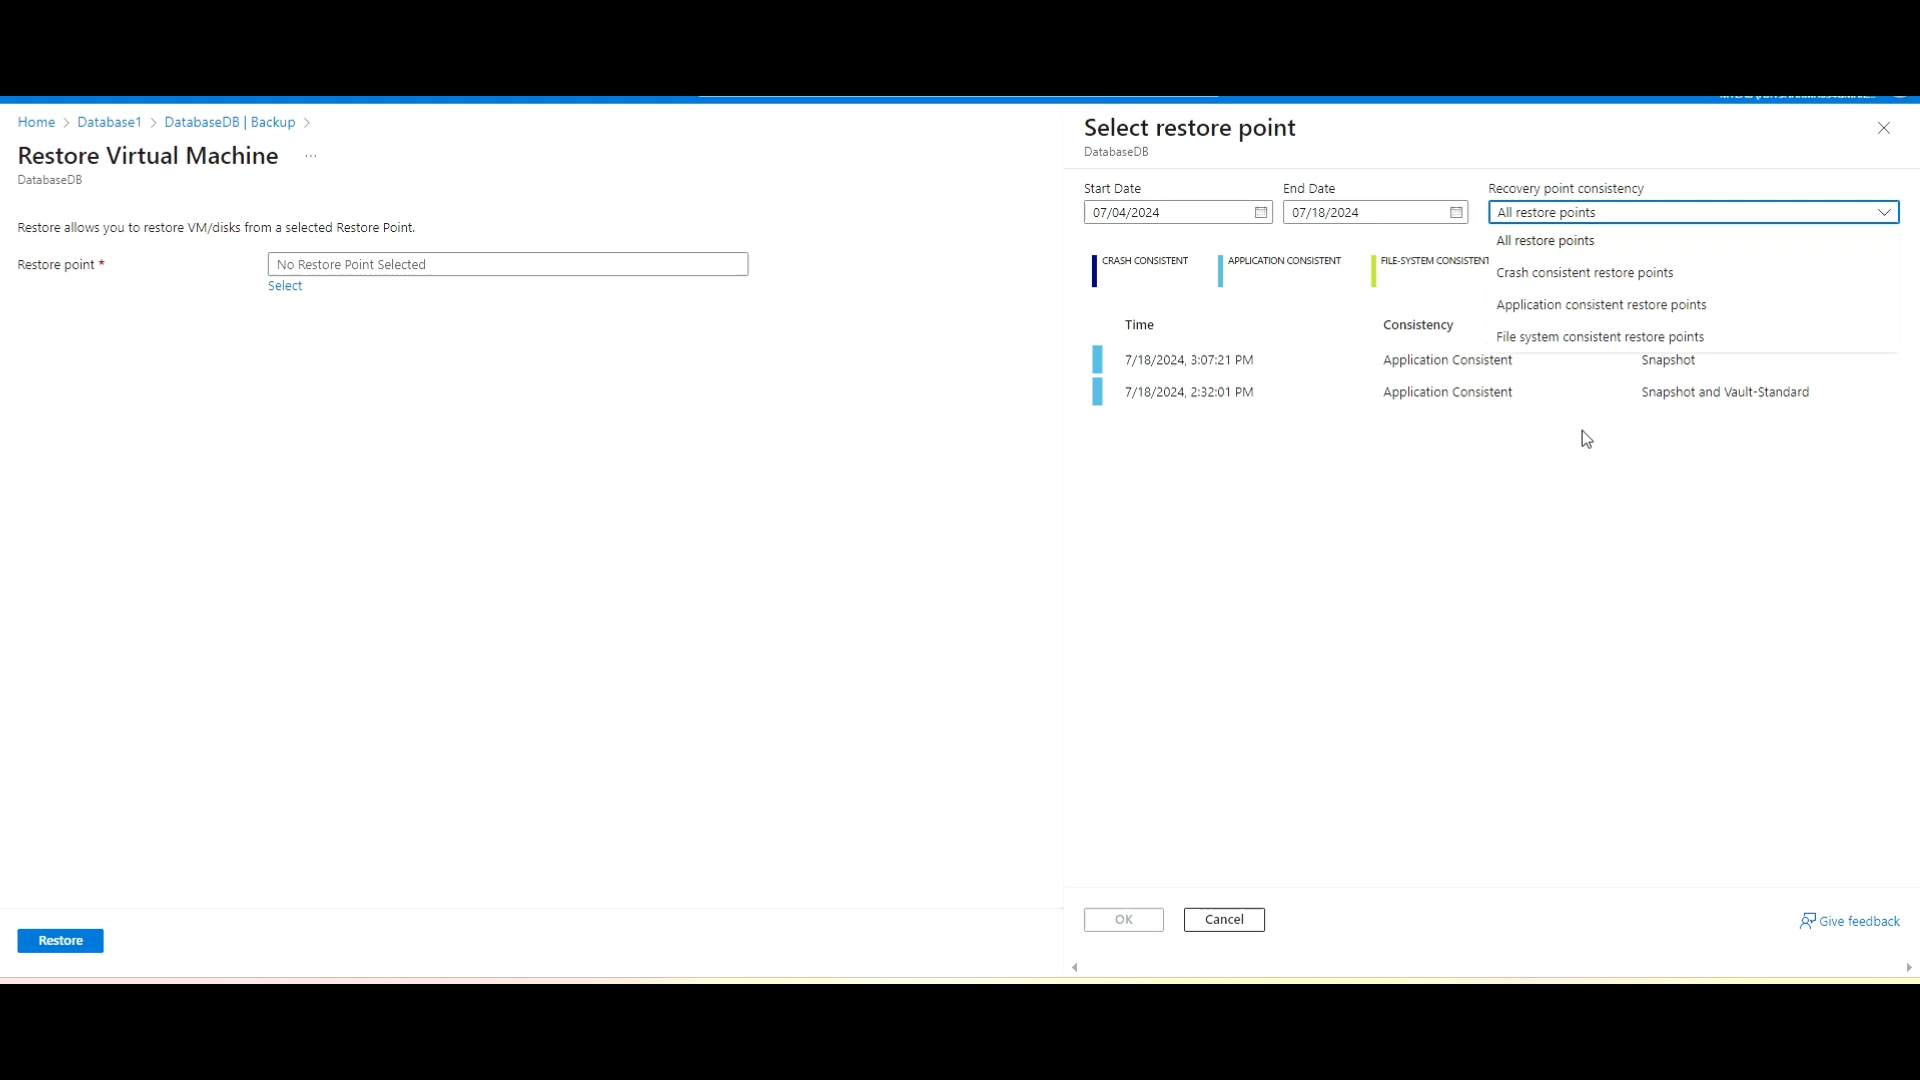 Home > Database1 > DatabaseDB | Backup >
Restore Virtual Machine ...
DatabaseDB
Restore allows you to restore VM/disks from a selected Restore Point.
Restore point *
No Restore Point Selected
Select
Restore
Select restore point
DatabaseDB
Start Date
End Date
Recovery point consistency
07/04/2024
07/18/2024
All restore points
All restore points
Crash consistent restore points
Application consistent restore points
File system consistent restore points
CRASH CONSISTENT
APPLICATION CONSISTENT
FILE-SYSTEM CONSISTENT
Time
Consistency
7/18/2024, 3:07:21 PM
Application Consistent
Snapshot
7/18/2024, 2:32:01 PM
Application Consistent
Snapshot and Vault-Standard
OK
Cancel
Give feedback